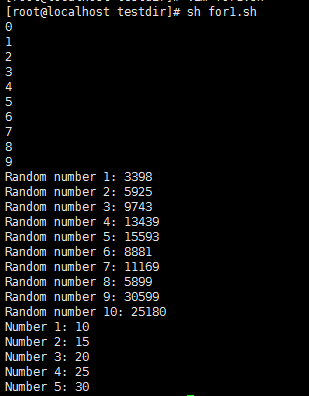 [root@localhost testdir]# sh for1.sh
0
1
2
3
4
5
6
7
8
9
Random number 1: 3398
Random number 2: 5925
Random number 3: 9743
Random number 4: 13439
Random number 5: 15593
Random number 6: 8881
Random number 7: 11169
Random number 8: 5899
Random number 9: 30599
Random number 10: 25180
Number 1: 10
Number 2: 15
Number 3: 20
Number 4: 25
Number 5: 30